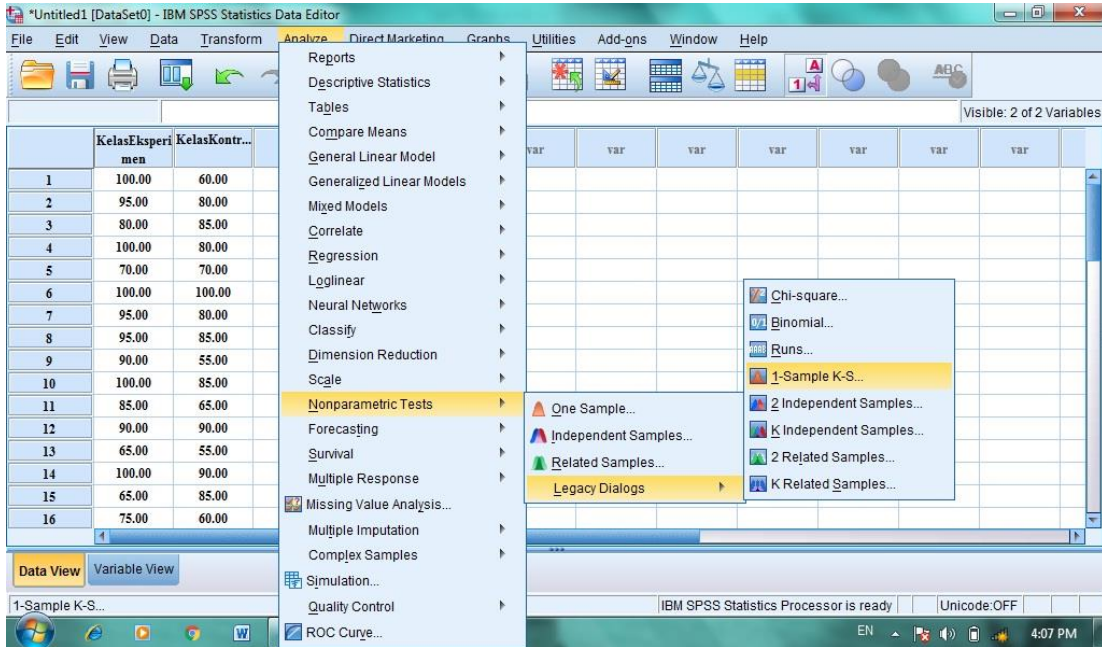 *Untitled1 [DataSet0] - IBM SPSS Statistics Data Editor
File Edit View Data Transform Analyze Direct Marketing Graphs Utilities Add-ons Window Help
Visible: 2 of 2 Variables
KelasEksperimen KelasKontr... var var var var var var var
1 100.00 60.00
2 95.00 80.00
3 80.00 85.00
4 100.00 80.00
5 70.00 70.00
6 100.00 100.00
7 95.00 80.00
8 95.00 85.00
9 90.00 55.00
10 100.00 85.00
11 85.00 65.00
12 90.00 90.00
13 65.00 55.00
14 100.00 90.00
15 65.00 85.00
16 75.00 60.00
Reports
Descriptive Statistics
Tables
Compare Means
General Linear Model
Generalized Linear Models
Mixed Models
Correlate
Regression
Loglinear
Neural Networks
Classify
Dimension Reduction
Scale
Nonparametric Tests
Forecasting
Survival
Multiple Response
Missing Value Analysis...
Multiple Imputation
Complex Samples
Simulation...
Quality Control
ROC Curve...
One Sample...
Independent Samples...
Related Samples...
Legacy Dialogs
Chi-square...
Binomial...
Runs...
1-Sample K-S...
2 Independent Samples...
K Independent Samples...
2 Related Samples...
K Related Samples...
Data View Variable View
1-Sample K-S... IBM SPSS Statistics Processor is ready Unicode:OFF
EN 4:07 PM